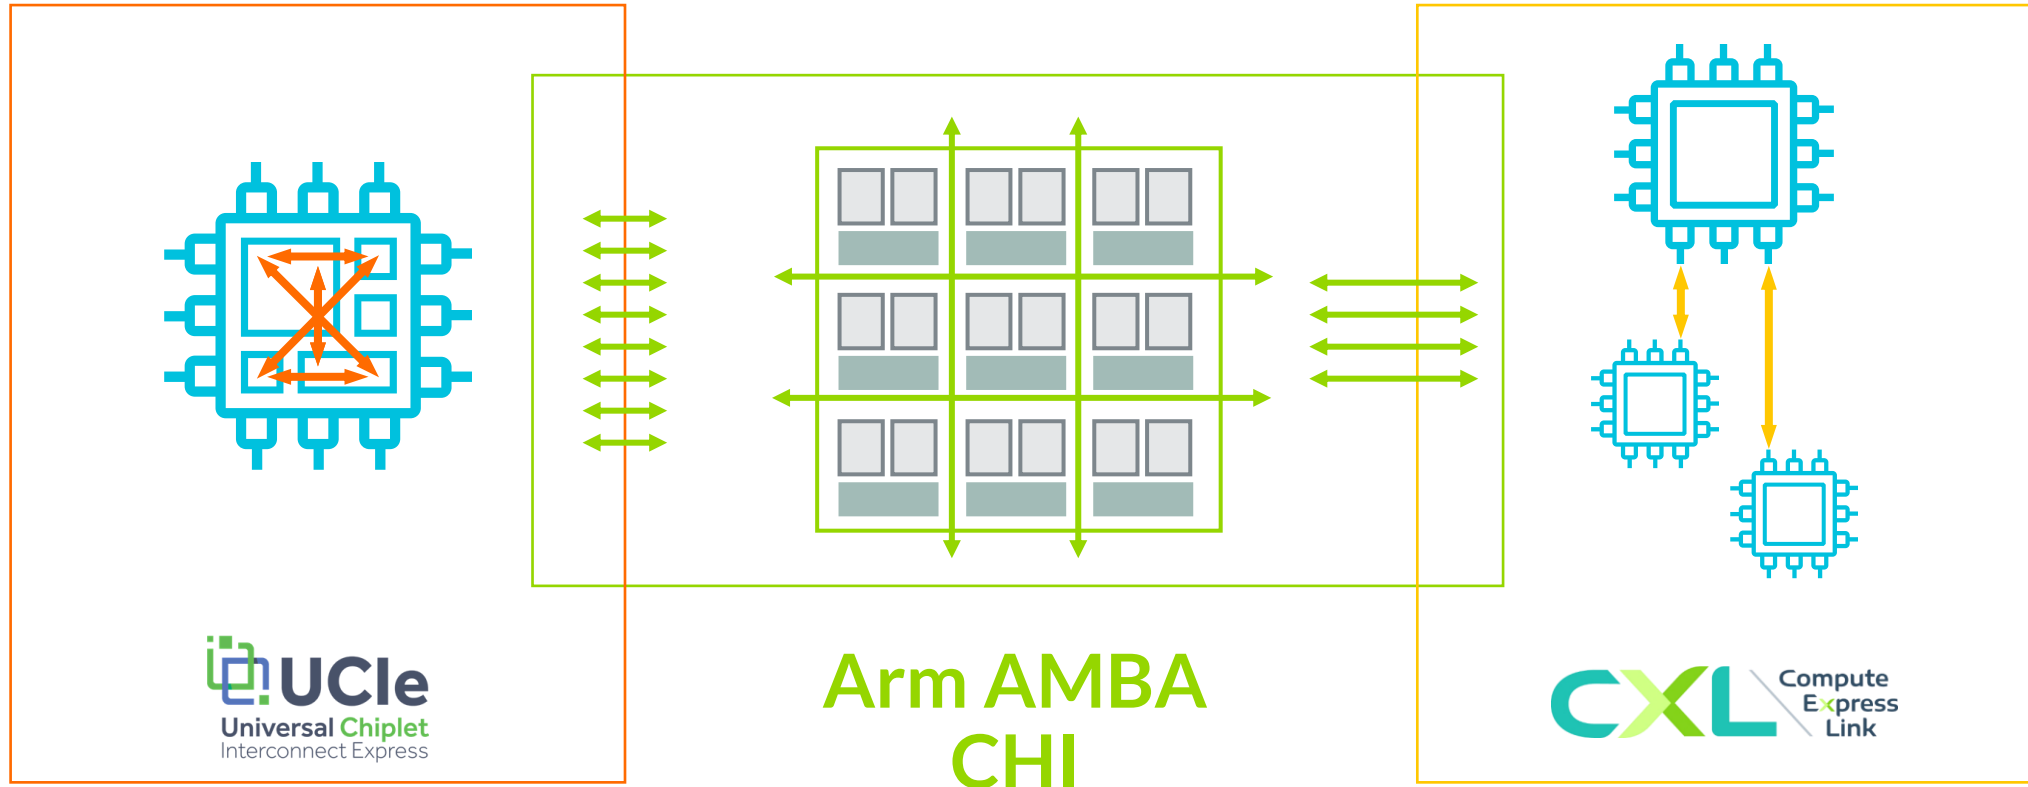 UCIe
Universal Chiplet
Interconnect Express
Arm AMBA
CHI
CXL
Compute
Express
Link